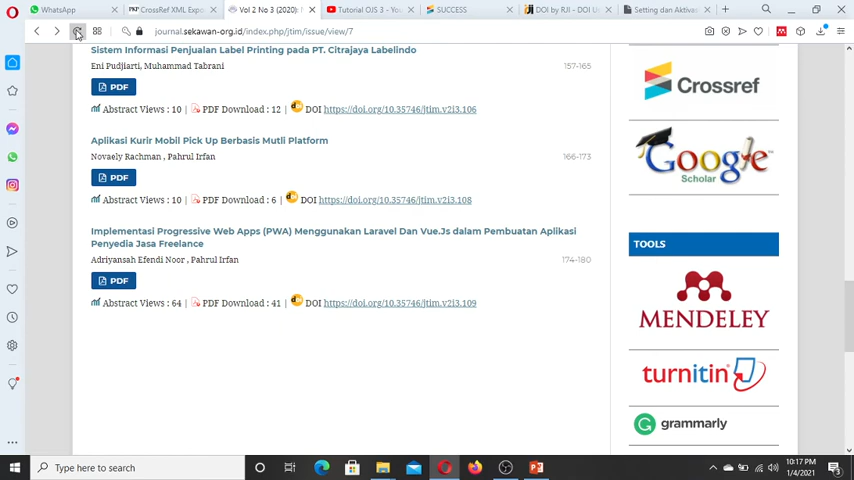 WhatsApp
CrossRef XML Expo
Vol 2 No 3 (2020):
Tutorial OJS 3 - You
SUCCESS
DOI by RJI - DOI U
Setting dan Aktivas
journal.sekawan-org.id/index.php/jtim/issue/view/7
Sistem Informasi Penjualan Label Printing pada PT. Citrajaya Labelindo
Eni Pudjiarti, Muhammad Tabrani
157-165
PDF
Abstract Views : 10 | PDF Download : 12 | DOI https://doi.org/10.35746/jtim.v2i3.106
Aplikasi Kurir Mobil Pick Up Berbasis Mutli Platform
Novaely Rachman , Pahrul Irfan
166-173
PDF
Abstract Views : 10 | PDF Download : 6 | DOI https://doi.org/10.35746/jtim.v2i3.108
Implementasi Progressive Web Apps (PWA) Menggunakan Laravel Dan Vue.Js dalam Pembuatan Aplikasi
Penyedia Jasa Freelance
Adriyansah Efendi Noor , Pahrul Irfan
174-180
PDF
Abstract Views : 64 | PDF Download : 41 | DOI https://doi.org/10.35746/jtim.v2i3.109
Crossref
Google
Scholar
TOOLS
MENDELEY
turnitin
grammarly
Type here to search
10:17 PM
1/4/2021
3